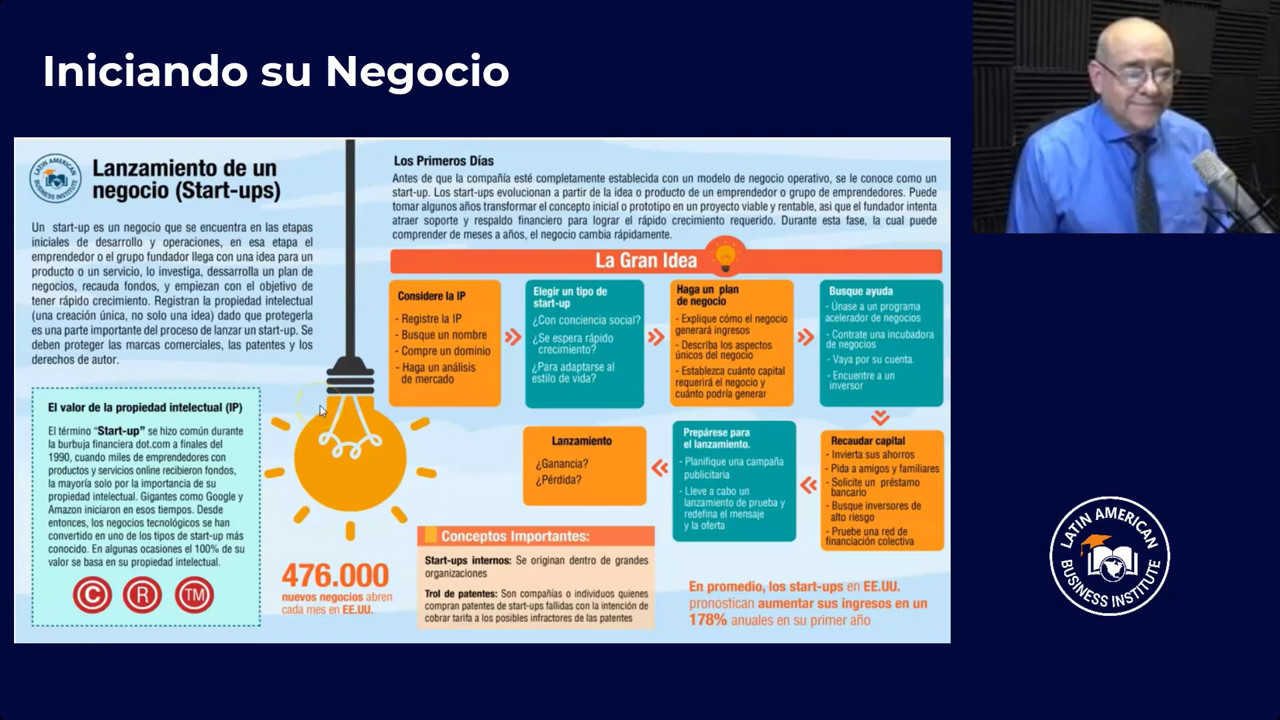 Iniciando su Negocio
LATIN AMERICAN
BUSINESS INSTITUTE
Lanzamiento de un
negocio (Start-ups)
Un start-up es un negocio que se encuentra en las etapas
iniciales de desarrollo y operaciones, en esa etapa el
emprendedor o el grupo fundador llega con una idea para un
producto o un servicio, lo investiga, dessarrolla un plan de
negocios, recauda fondos, y empiezan con el objetivo de
tener rápido crecimiento. Registran la propiedad intelectual
(una creación única, no solo una idea) dado que protegerla
es una parte importante del proceso de lanzar un start-up. Se
deben proteger las marcas comerciales, las patentes y los
derechos de autor.
El valor de la propiedad intelectual (IP)
El término "Start-up" se hizo común durante
la burbuja financiera dot.com a finales del
1990, cuando miles de emprendedores con
productos y servicios online recibieron fondos,
la mayoría solo por la importancia de su
propiedad intelectual. Gigantes como Google y
Amazon iniciaron en esos tiempos. Desde
entonces, los negocios tecnológicos se han
convertido en uno de los tipos de start-up más
conocido. En algunas ocasiones el 100% de su
valor se basa en su propiedad intelectual.
C R TM
476.000
nuevos negocios abren
cada mes en EE.UU.
Los Primeros Días
Antes de que la compañía esté completamente establecida con un modelo de negocio operativo, se le conoce como un
start-up. Los start-ups evolucionan a partir de la idea o producto de un emprendedor o grupo de emprendedores. Puede
tomar algunos años transformar el concepto inicial o prototipo en un proyecto viable y rentable, asi que el fundador intenta
atraer soporte y respaldo financiero para lograr el rápido crecimiento requerido. Durante esta fase, la cual puede
comprender de meses a años, el negocio cambia rápidamente.
La Gran Idea
Considere la IP
- Registre la IP
- Busque un nombre
- Compre un dominio
- Haga un análisis
de mercado
Elegir un tipo de
start-up
¿Con conciencia social?
¿Se espera rápido
crecimiento?
¿Para adaptarse al
estilo de vida?
Haga un plan
de negocio
- Explique cómo el negocio
generará ingresos
- Describa los aspectos
únicos del negocio
- Establezca cuánto capital
requerirá el negocio y
cuánto podría generar
Busque ayuda
- Únase a un programa
acelerador de negocios
- Contrate una incubadora
de negocios
- Vaya por su cuenta.
- Encuentre a un
inversor
Recaudar capital
- Invierta sus ahorros
- Pida a amigos y familiares
- Solicite un préstamo
bancario
- Busque inversores de
alto riesgo
- Pruebe una red de
financiación colectiva
Prepárese para
el lanzamiento.
- Planifique una campaña
publicitaria
- Lleve a cabo un
lanzamiento de prueba y
redefina el mensaje
y la oferta
Lanzamiento
¿Ganancia?
¿Pérdida?
Conceptos Importantes:
Start-ups internos: Se originan dentro de grandes
organizaciones
Trol de patentes: Son compañías o individuos quienes
compran patentes de start-ups fallidas con la intención de
cobrar tarifa a los posibles infractores de las patentes
En promedio, los start-ups en EE.UU.
pronostican aumentar sus ingresos en un
178% anuales en su primer año
LATIN AMERICAN
BUSINESS INSTITUTE